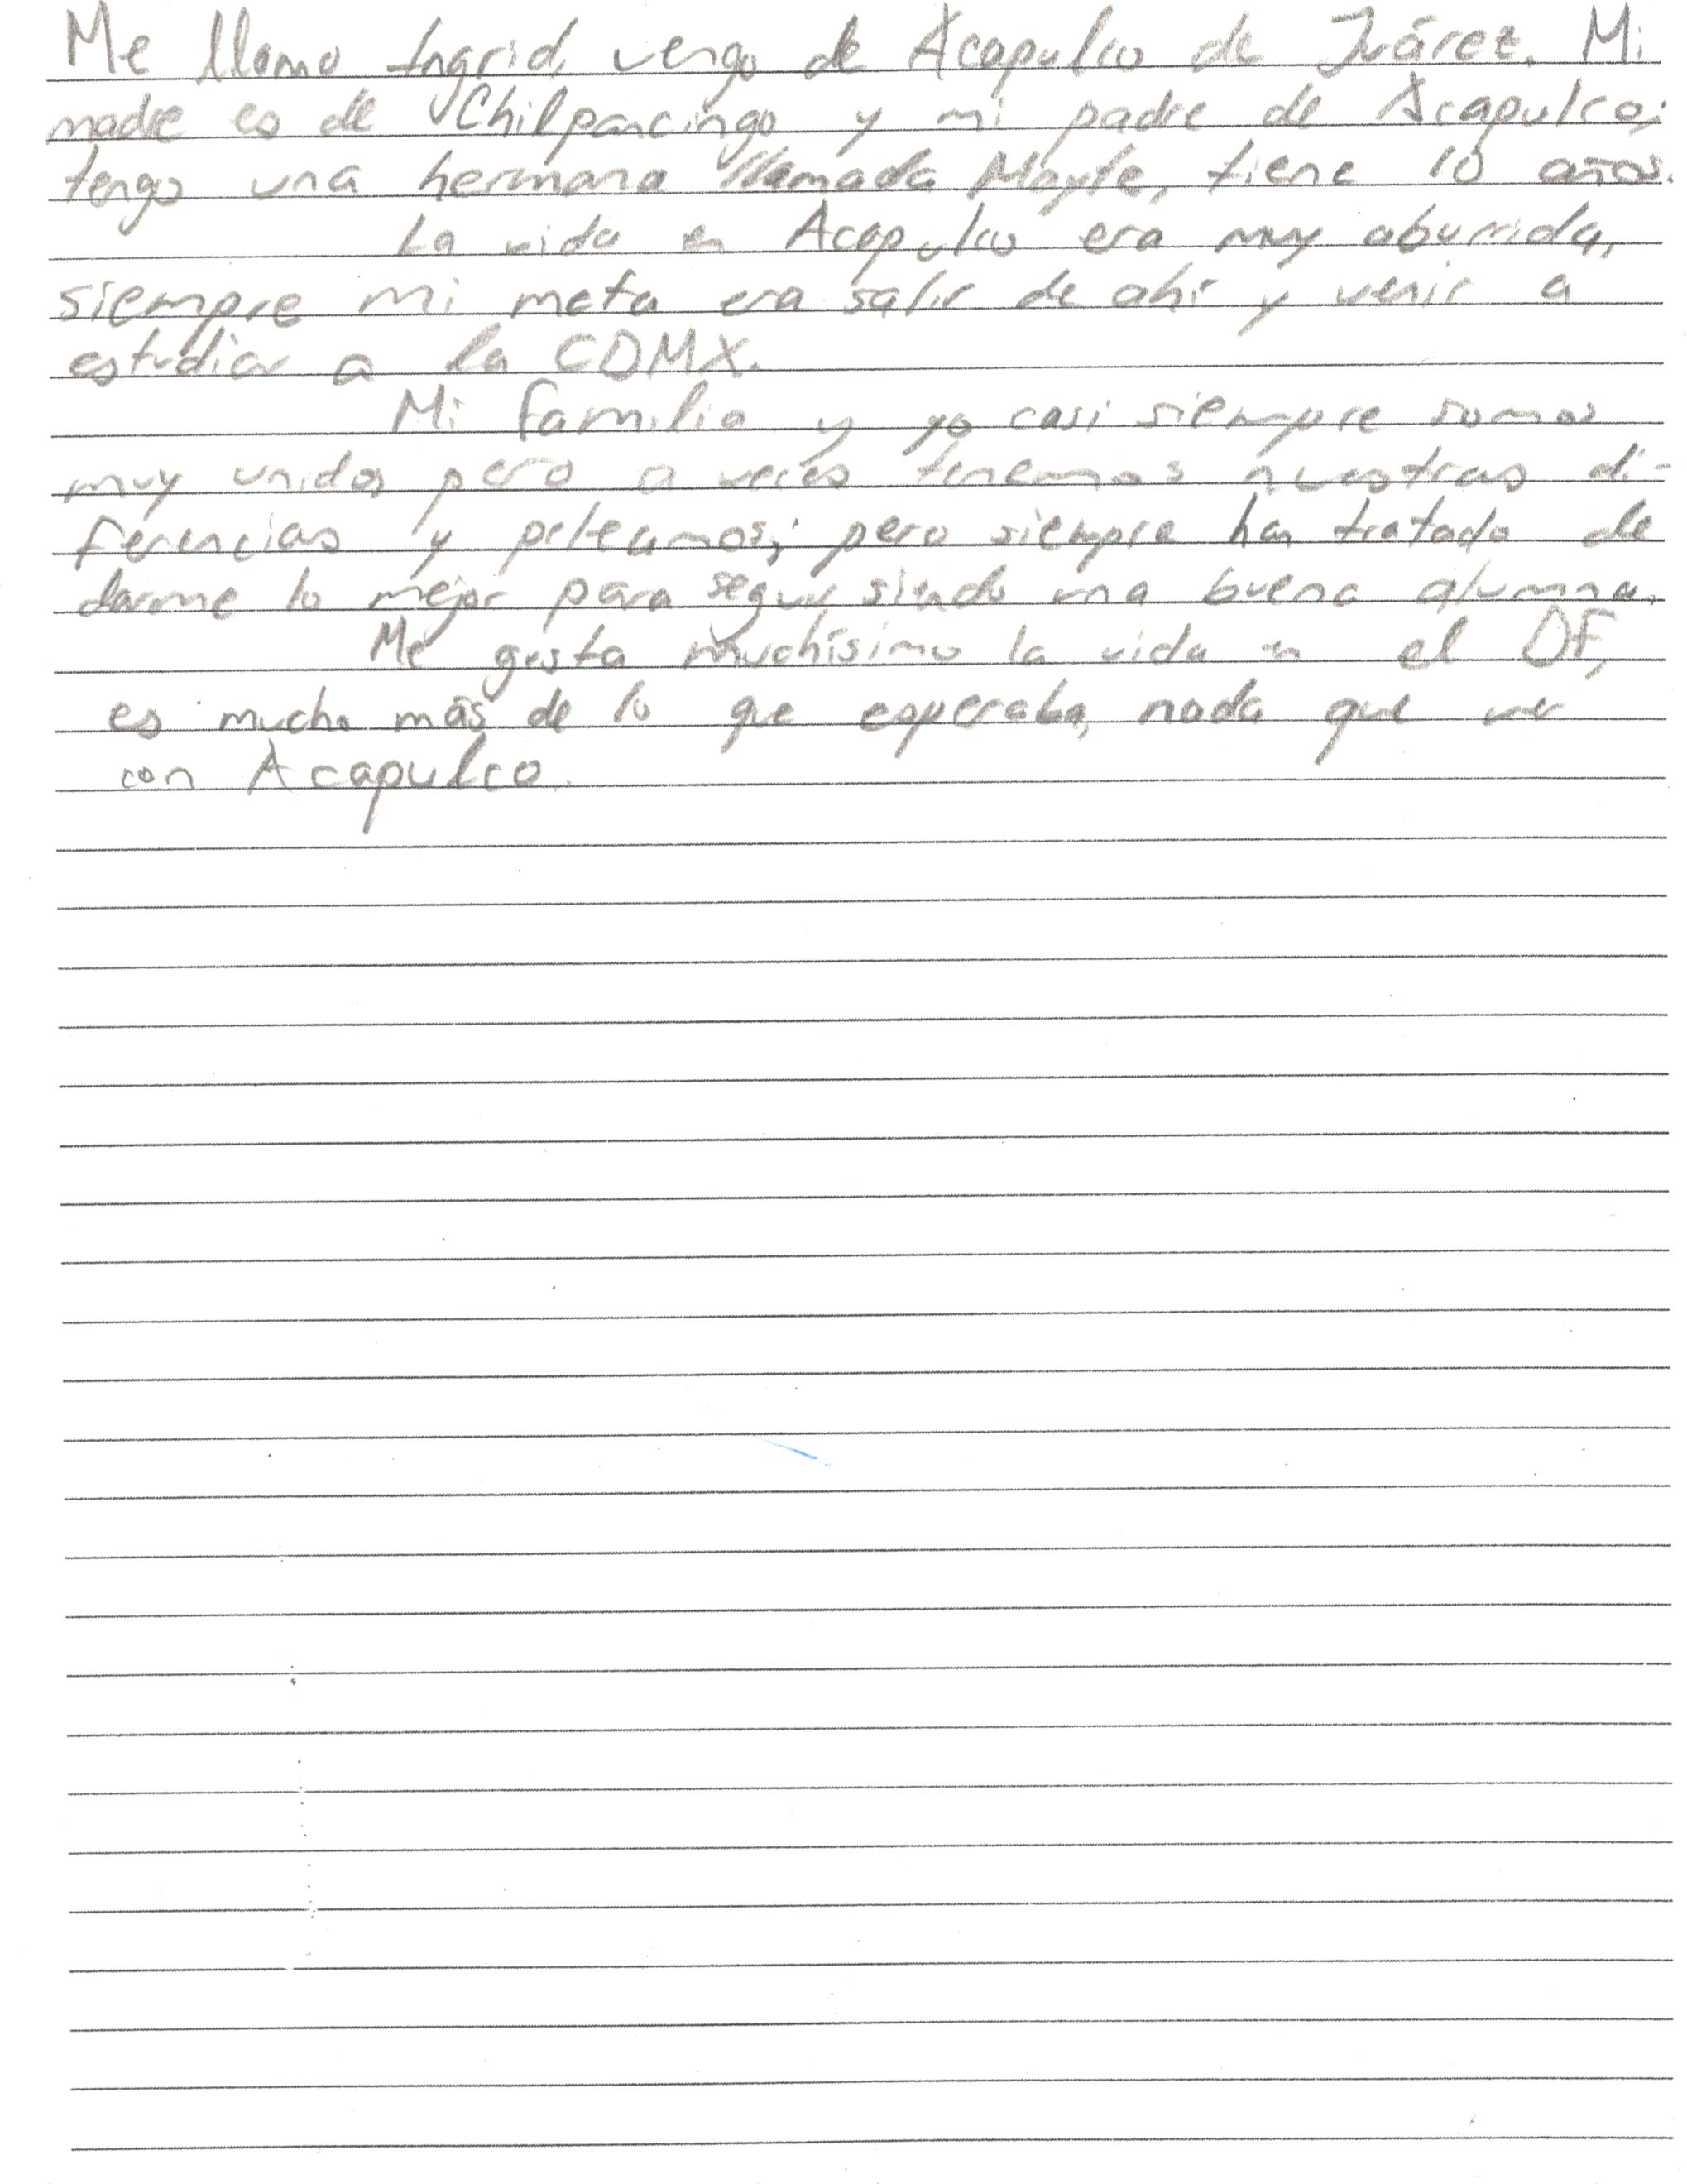 Me llamo Ingrid, vengo de Acapulco de Juárez. Mi
madre es de Chilpancingo y mi padre de Acapulco;
tengo una hermana llamada Mayte, tiene 10 años.
La vida en Acapulco era muy aburrida,
siempre mi meta era salir de ahí y venir a
estudiar a la CDMX.
Mi familia y yo casi siempre somos
muy unidos pero a veces tenemos nuestras di-
ferencias y peleamos; pero siempre han tratado de
darme lo mejor para seguir siendo una buena alumna.
Me gusta muchísimo la vida en el DF,
es mucho más de lo que esperaba, nada que ver
con Acapulco.